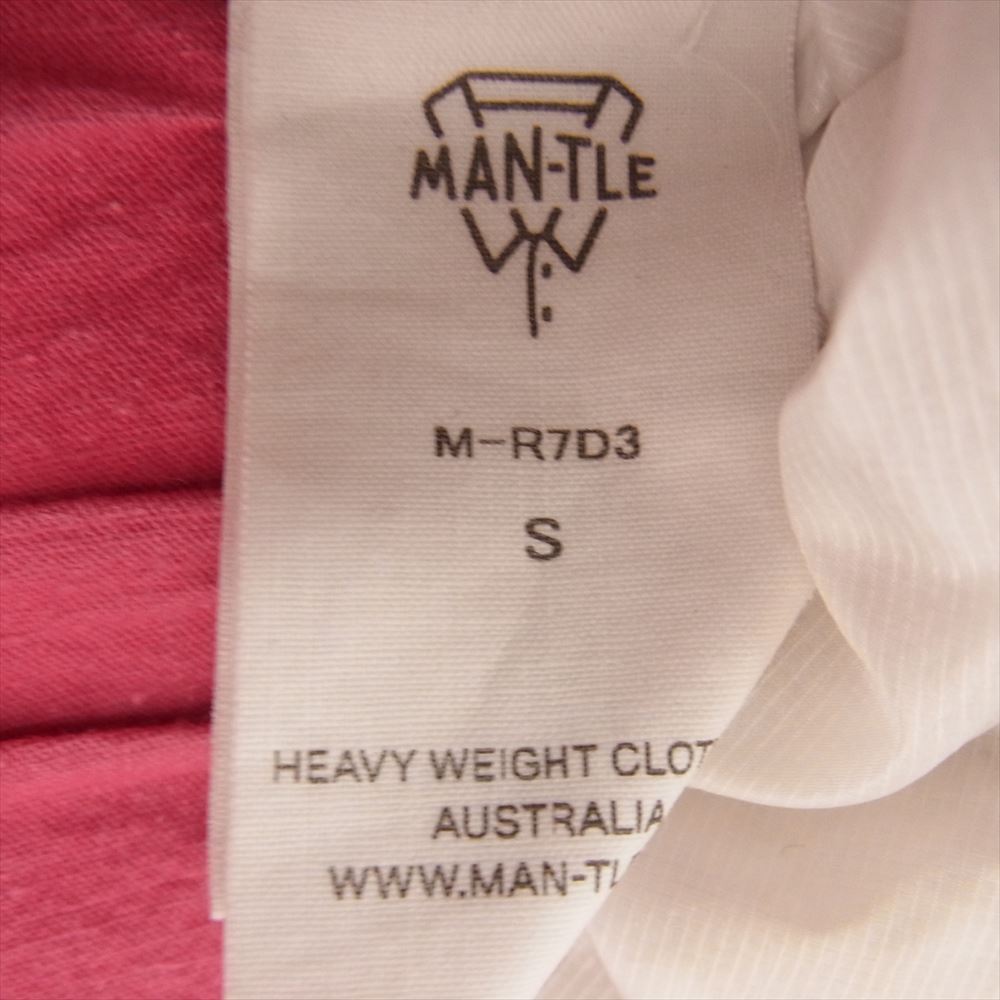 MAN-TLE
M-R7D3
S
HEAVY WEIGHT CLOT
AUSTRALIA
WWW.MAN-TL